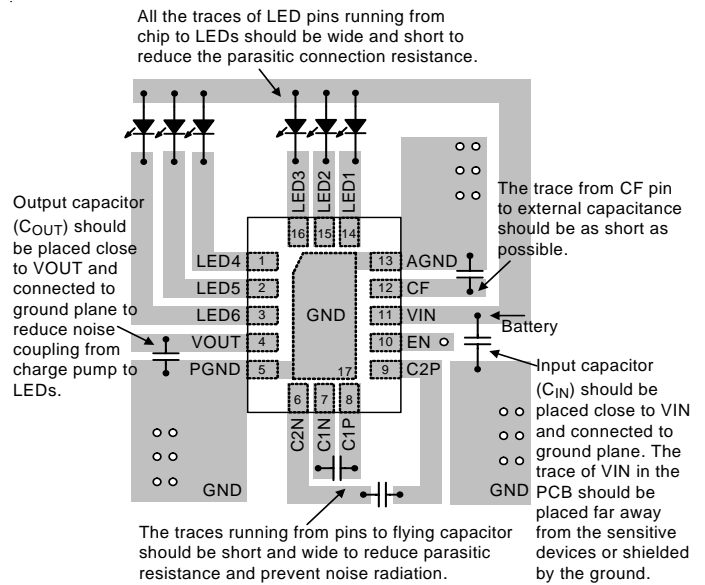 All the traces of LED pins running from
chip to LEDs should be wide and short to
reduce the parasitic connection resistance.
LED3
LED2
LED1
Output capacitor
(COUT) should
be placed close
to VOUT and
connected to
ground plane to
reduce noise
coupling from
charge pump to
LEDs.
The trace from CF pin
to external capacitance
should be as short as
possible.
16
15
14
LED4 1
LED5 2
LED6 3
VOUT 4
PGND 5
GND
17
13 AGND
12 CF
11 VIN
10 EN
9 C2P
Battery
6
7
8
C2N
C1N
C1P
Input capacitor
(CIN) should be
placed close to VIN
and connected to
ground plane. The
trace of VIN in the
PCB should be
placed far away
from the sensitive
devices or shielded
by the ground.
GND
GND
The traces running from pins to flying capacitor
should be short and wide to reduce parasitic
resistance and prevent noise radiation.